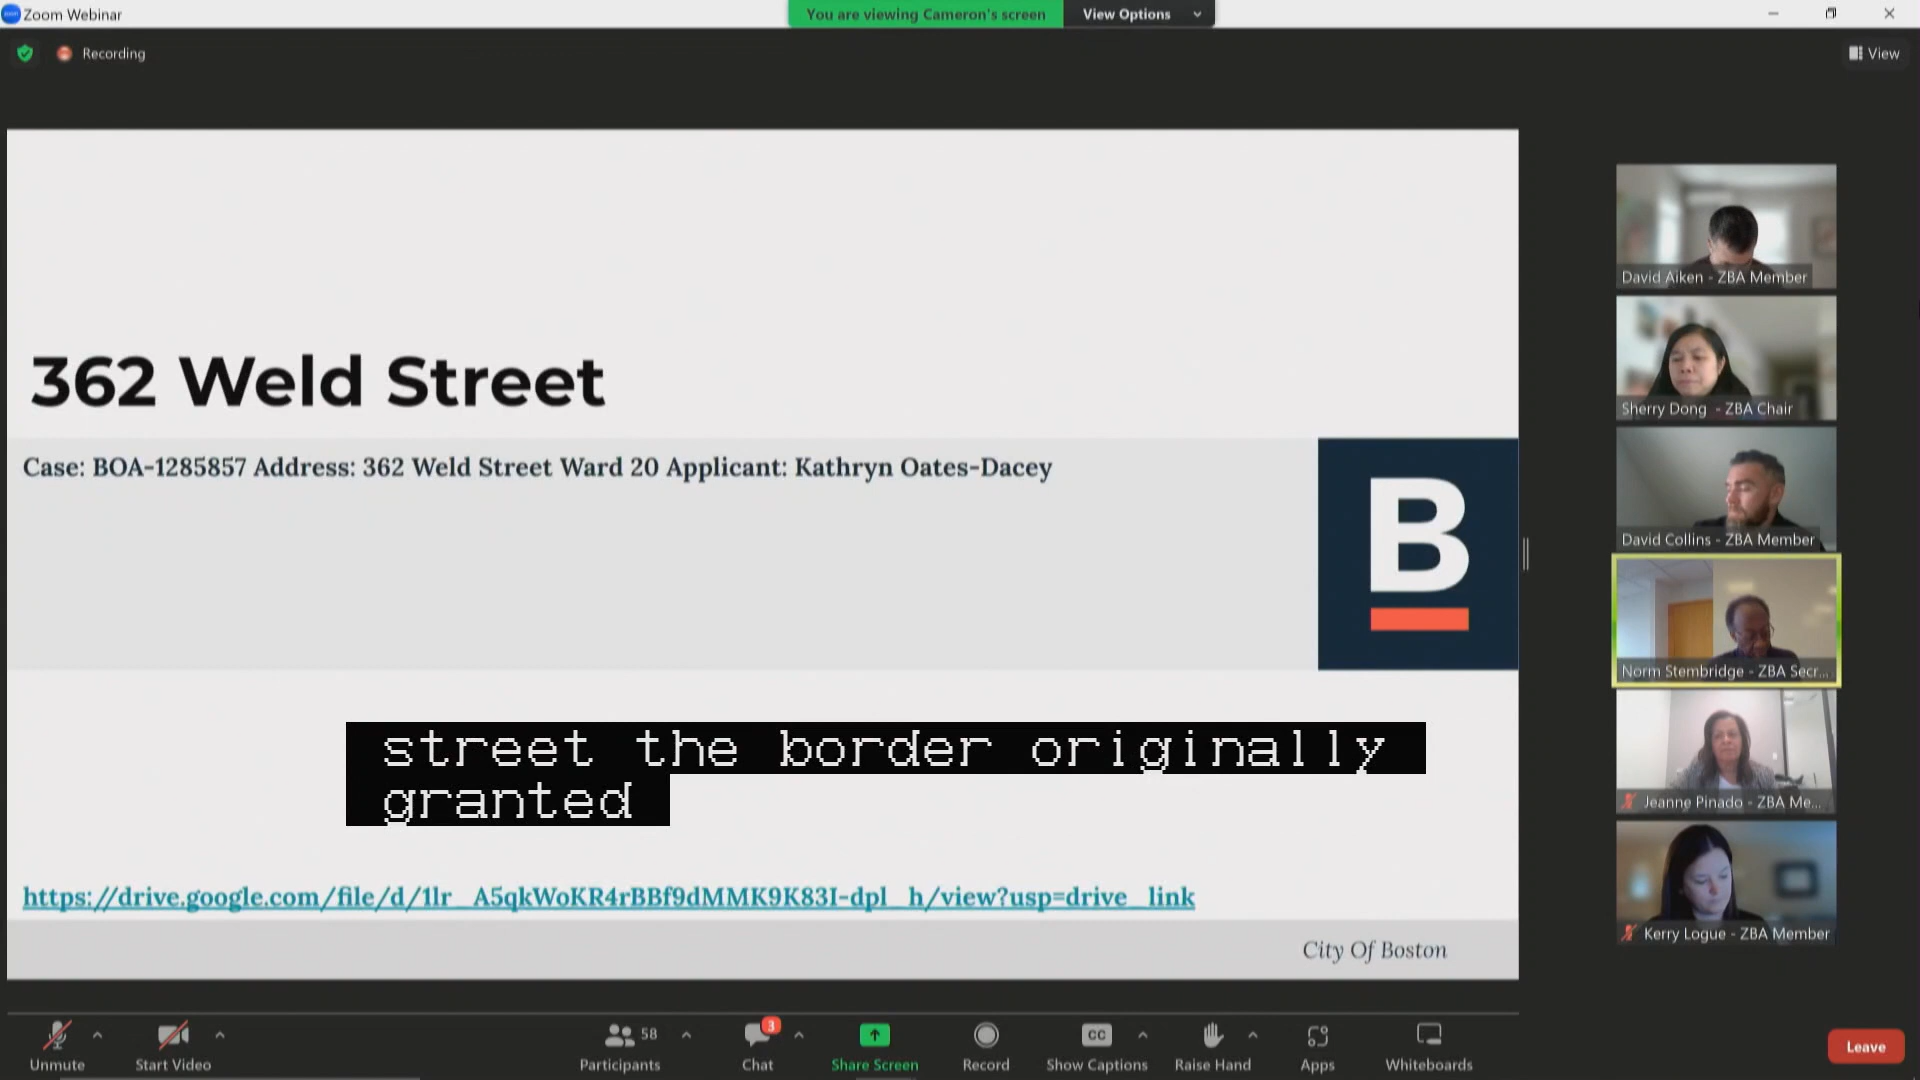 Zoom Webinar
You are viewing Cameron's screen
View Options
Recording
View
362 Weld Street
Case: BOA-1285857 Address: 362 Weld Street Ward 20 Applicant: Kathryn Oates-Dacey
B
street the border originally
granted
https://drive.google.com/file/d/1lr_A5qkWoKR4rBBf9dMMK9K83I-dpl_h/view?usp=drive_link
City Of Boston
David Aiken - ZBA Member
Sherry Dong - ZBA Chair
David Collins - ZBA Member
Norm Stembridge - ZBA Secr...
Jeanne Pinado - ZBA Me...
Kerry Logue - ZBA Member
Unmute
Start Video
58
Participants
3
Chat
Share Screen
Record
CC
Show Captions
Raise Hand
Apps
Whiteboards
Leave